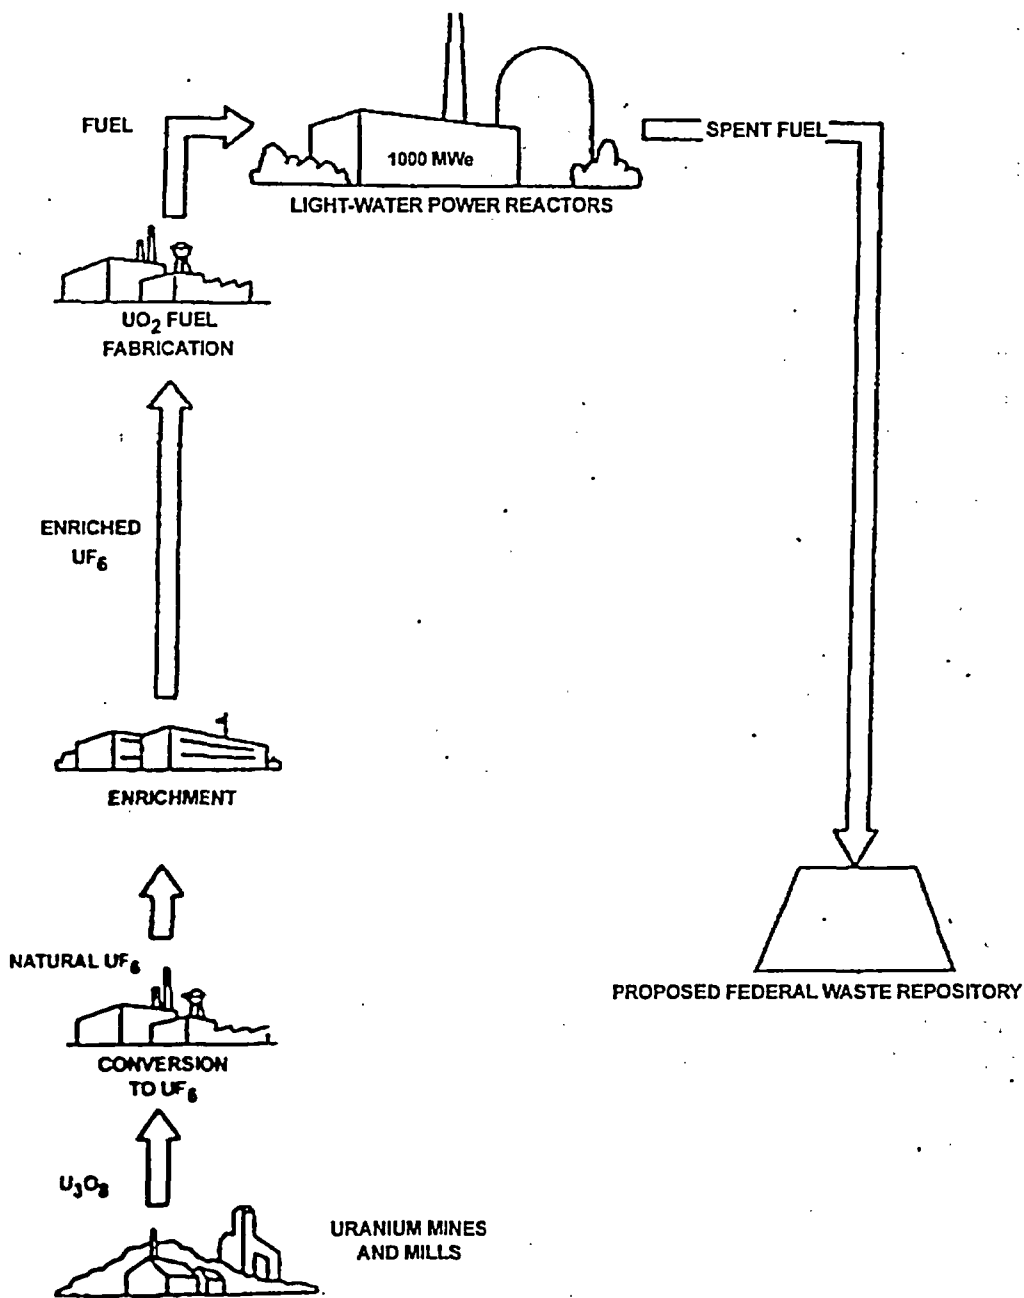 FUEL
1000 MWe
SPENT FUEL
LIGHT-WATER POWER REACTORS
UO₂ FUEL
FABRICATION
ENRICHED
UF₆
ENRICHMENT
NATURAL UF₆
PROPOSED FEDERAL WASTE REPOSITORY
CONVERSION
TO UF₆
U₃O₈
URANIUM MINES
AND MILLS